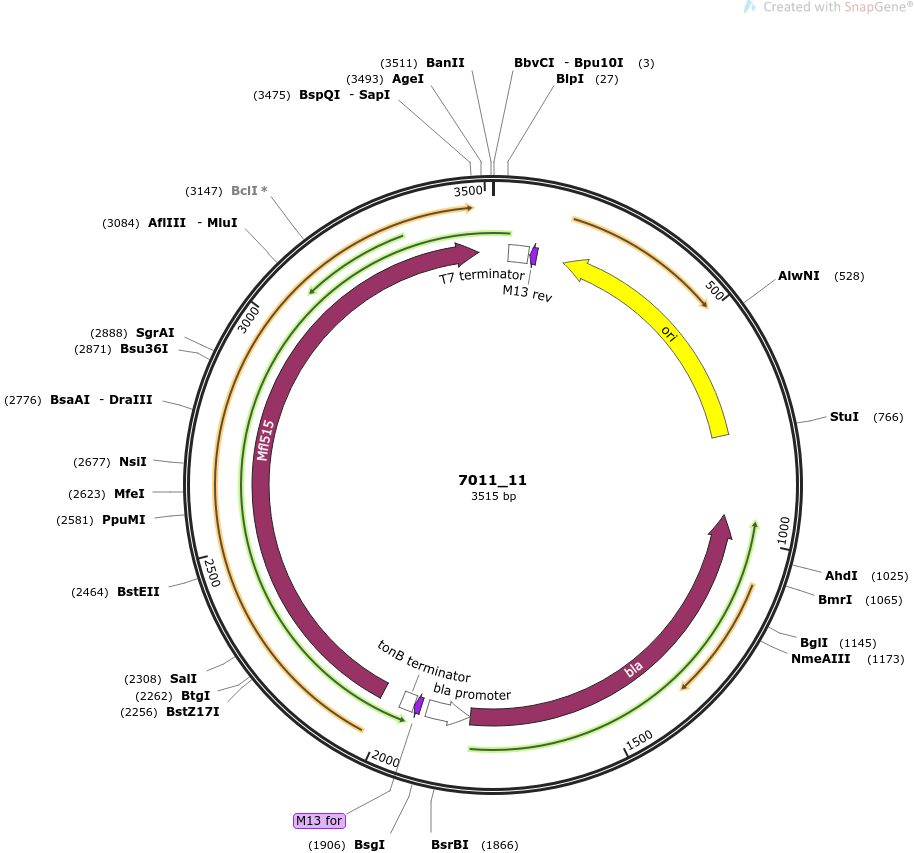 Created with SnapGene®
(3511) BanII
BbvCI - Bpu10I (3)
(3493) AgeI
BlpI (27)
(3475) BspQI - SapI
(3147) BclI *
3500
(3084) AflIII - MluI
T7 terminator
M13 rev
AlwNI (528)
500
ori
3000
(2888) SgrAI
(2871) Bsu36I
(2776) BsaAI - DraIII
StuI (766)
Mfl515
(2677) NsiI
7011_11
3515 bp
(2623) MfeI
(2581) PpuMI
1000
2500
AhdI (1025)
(2464) BstEII
BmrI (1065)
BglI (1145)
NmeAIII (1173)
tonB terminator
bla promoter
bla
(2308) SalI
(2262) BtgI
(2256) BstZ17I
1500
2000
M13 for
(1906) BsgI
BsrBI (1866)